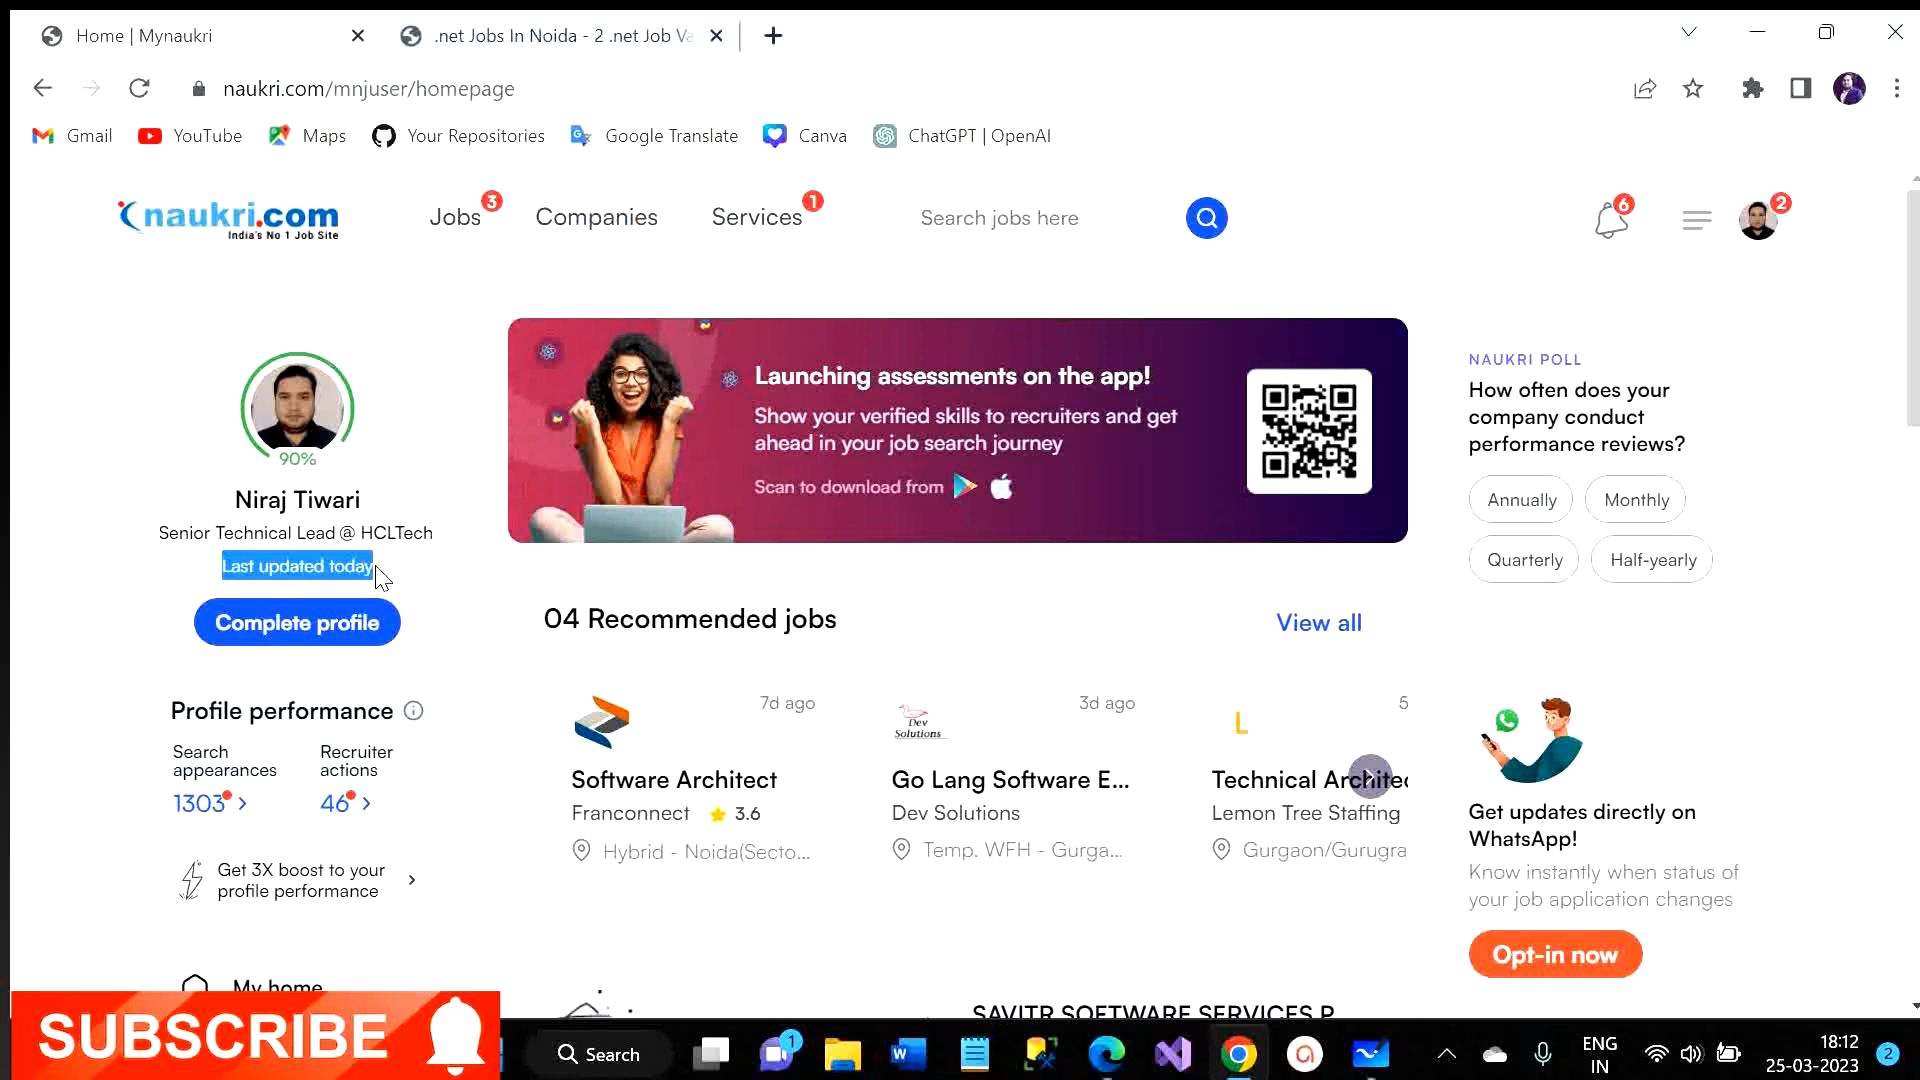 Home | Mynaukri
.net Jobs In Noida - 2 .net Job Va
naukri.com/mnjuser/homepage
Gmail
YouTube
Maps
Your Repositories
Google Translate
Canva
ChatGPT | OpenAI
naukri.com
India's No 1 Job Site
Jobs
3
Companies
Services
1
Search jobs here
6
2
90%
Niraj Tiwari
Senior Technical Lead @ HCLTech
Last updated today
Complete profile
Profile performance
Search
appearances
1303
Recruiter
actions
46
Get 3X boost to your
profile performance
My home
Launching assessments on the app!
Show your verified skills to recruiters and get
ahead in your job search journey
Scan to download from
04 Recommended jobs
View all
7d ago
Software Architect
Franconnect
3.6
Hybrid - Noida(Secto...
Dev
Solutions
3d ago
Go Lang Software E...
Dev Solutions
Temp. WFH - Gurga...
L
5
Technical Architec
Lemon Tree Staffing
Gurgaon/Gurugra
SAVITR SOFTWARE SERVICES P
NAUKRI POLL
How often does your
company conduct
performance reviews?
Annually
Monthly
Quarterly
Half-yearly
Get updates directly on
WhatsApp!
Know instantly when status of
your job application changes
Opt-in now
SUBSCRIBE
Search
1
ENG
IN
18:12
25-03-2023
2